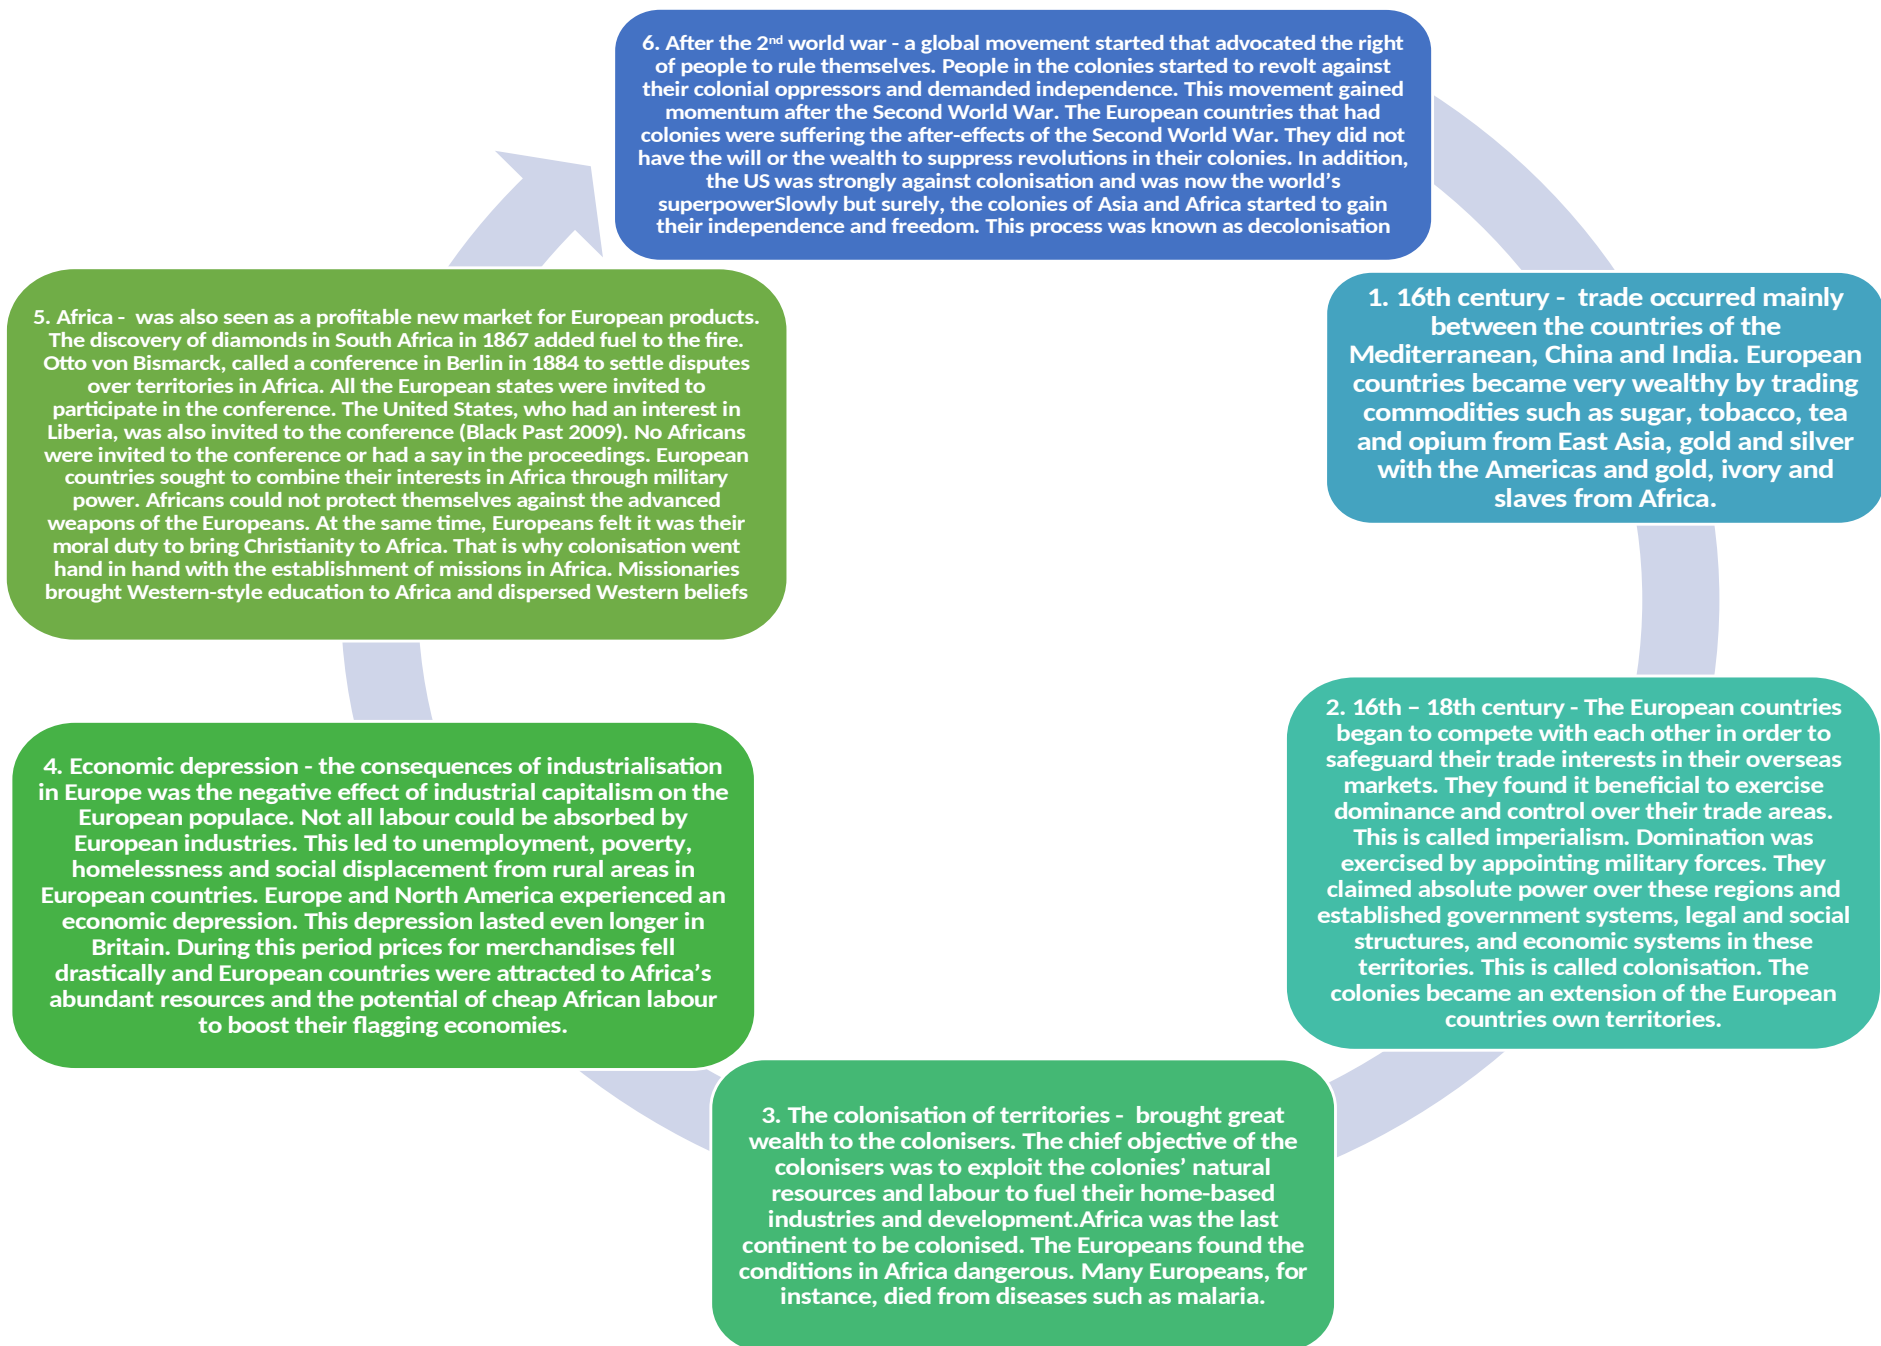 6. After the 2nd world war - a global movement started that advocated the right
of people to rule themselves. People in the colonies started to revolt against
their colonial oppressors and demanded independence. This movement gained
momentum after the Second World War. The European countries that had
colonies were suffering the after-effects of the Second World War. They did not
have the will or the wealth to suppress revolutions in their colonies. In addition,
the US was strongly against colonisation and was now the world’s
superpowerSlowly but surely, the colonies of Asia and Africa started to gain
their independence and freedom. This process was known as decolonisation
1. 16th century -  trade occurred mainly
between the countries of the
Mediterranean, China and India. European
countries became very wealthy by trading
commodities such as sugar, tobacco, tea
and opium from East Asia, gold and silver
with the Americas and gold, ivory and
slaves from Africa.
2. 16th – 18th century - The European countries
began to compete with each other in order to
safeguard their trade interests in their overseas
markets. They found it beneficial to exercise
dominance and control over their trade areas.
This is called imperialism. Domination was
exercised by appointing military forces. They
claimed absolute power over these regions and
established government systems, legal and social
structures, and economic systems in these
territories. This is called colonisation. The
colonies became an extension of the European
countries own territories.
3. The colonisation of territories -  brought great
wealth to the colonisers. The chief objective of the
colonisers was to exploit the colonies’ natural
resources and labour to fuel their home-based
industries and development.Africa was the last
continent to be colonised. The Europeans found the
conditions in Africa dangerous. Many Europeans, for
instance, died from diseases such as malaria.
4. Economic depression - the consequences of industrialisation
in Europe was the negative effect of industrial capitalism on the
European populace. Not all labour could be absorbed by
European industries. This led to unemployment, poverty,
homelessness and social displacement from rural areas in
European countries. Europe and North America experienced an
economic depression. This depression lasted even longer in
Britain. During this period prices for merchandises fell
drastically and European countries were attracted to Africa’s
abundant resources and the potential of cheap African labour
to boost their flagging economies.
5. Africa -  was also seen as a profitable new market for European products.
The discovery of diamonds in South Africa in 1867 added fuel to the fire.
Otto von Bismarck, called a conference in Berlin in 1884 to settle disputes
over territories in Africa. All the European states were invited to
participate in the conference. The United States, who had an interest in
Liberia, was also invited to the conference (Black Past 2009). No Africans
were invited to the conference or had a say in the proceedings. European
countries sought to combine their interests in Africa through military
power. Africans could not protect themselves against the advanced
weapons of the Europeans. At the same time, Europeans felt it was their
moral duty to bring Christianity to Africa. That is why colonisation went
hand in hand with the establishment of missions in Africa. Missionaries
brought Western-style education to Africa and dispersed Western beliefs